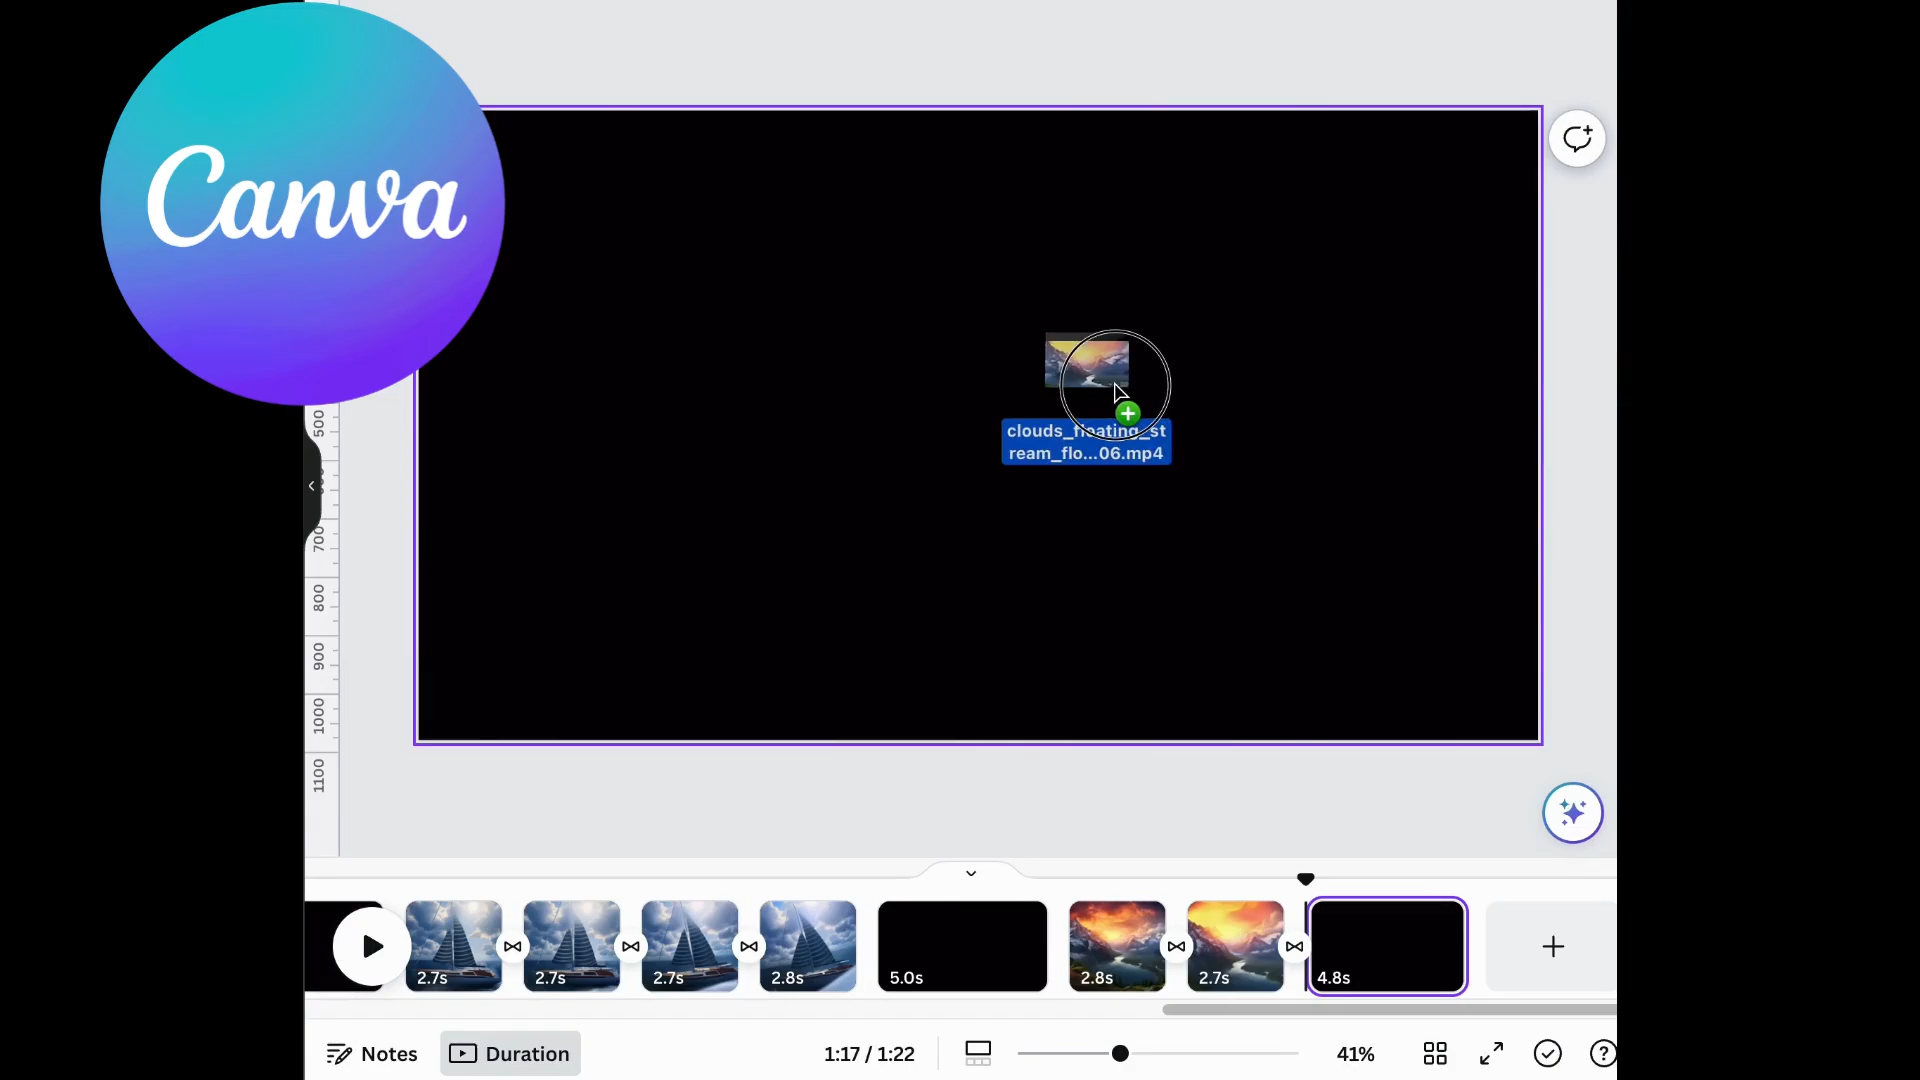 Canva
500
700
800
900
1000
1100
clouds_floating_st
ream_flo...06.mp4
2.7s
2.7s
2.7s
2.8s
5.0s
2.8s
2.7s
4.8s
Notes
Duration
1:17 / 1:22
41%